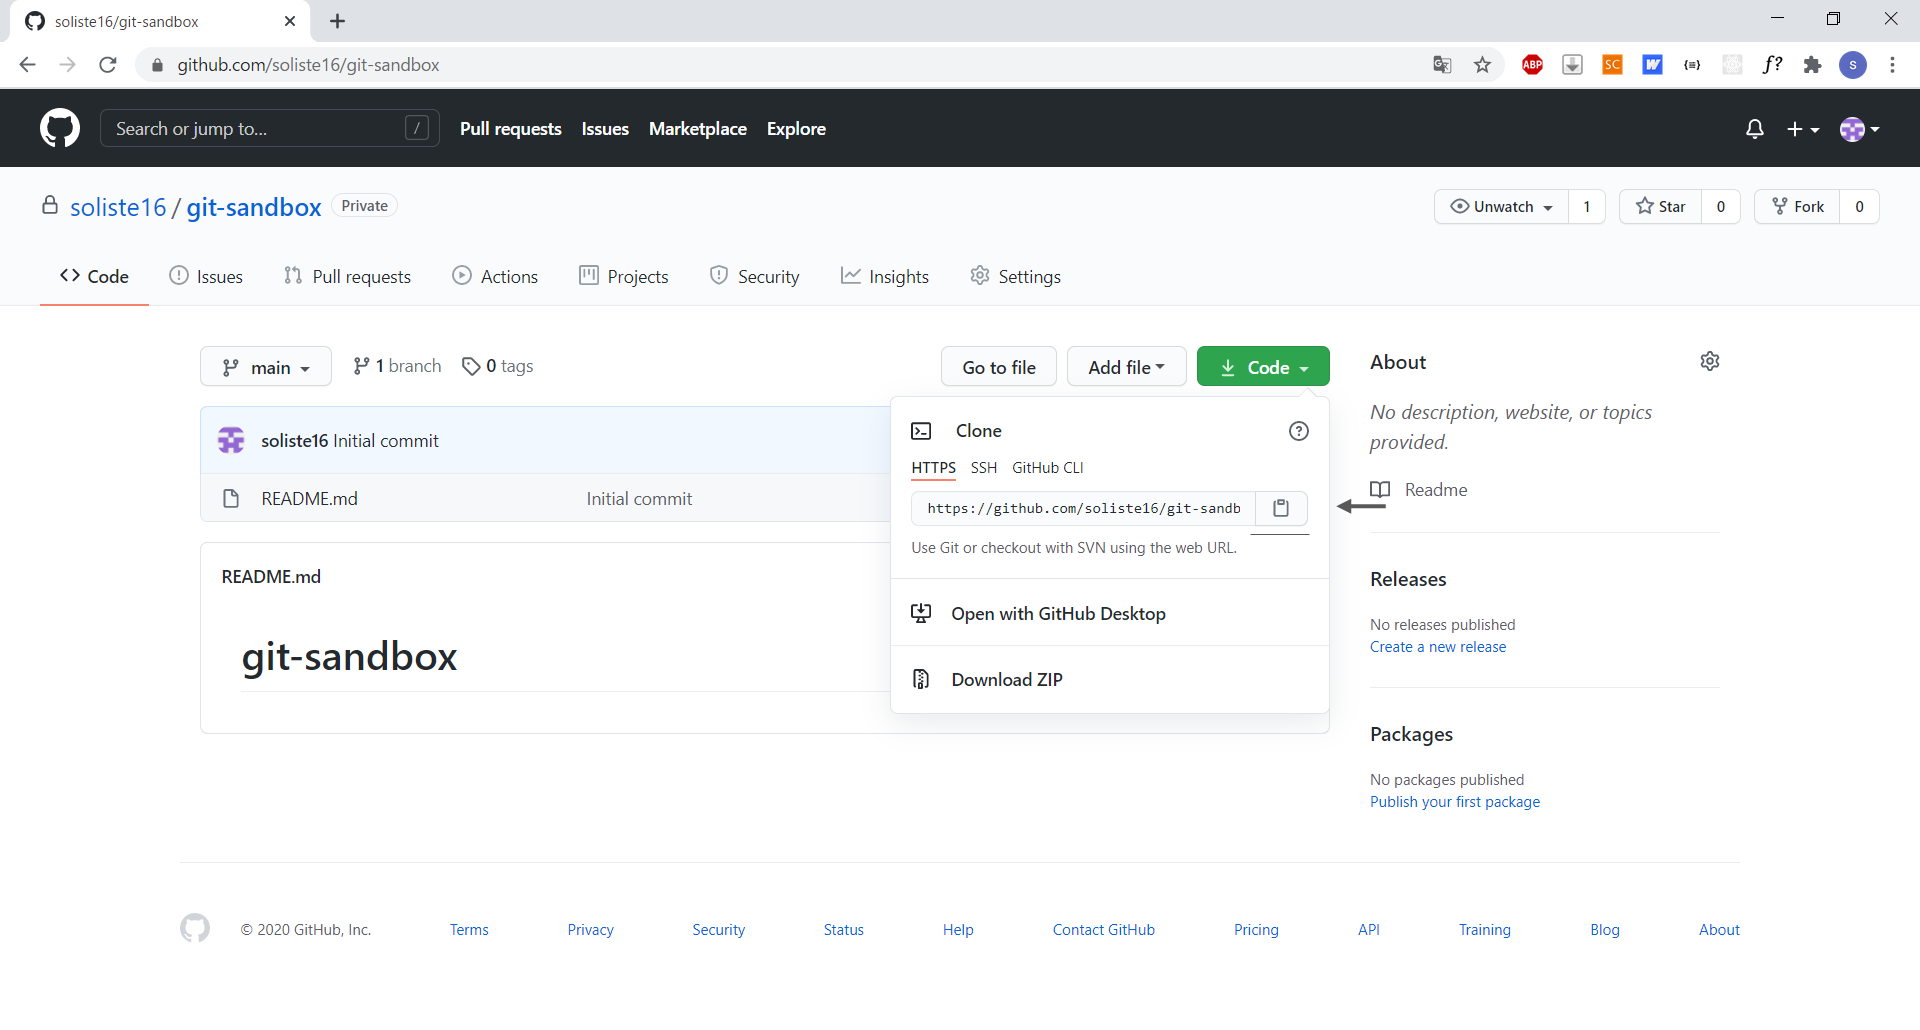 soliste16/git-sandbox
github.com/soliste16/git-sandbox
ABP
SC
W
{≡}
f?
s
Search or jump to...
/
Pull requests
Issues
Marketplace
Explore
soliste16 / git-sandbox
Private
Unwatch 1
Star 0
Fork 0
Code
Issues
Pull requests
Actions
Projects
Security
Insights
Settings
main
1 branch
0 tags
Go to file
Add file
Code
soliste16 Initial commit
README.md
Initial commit
README.md
git-sandbox
Clone
?
HTTPS
SSH
GitHub CLI
https://github.com/soliste16/git-sandb
Use Git or checkout with SVN using the web URL.
Open with GitHub Desktop
Download ZIP
About
No description, website, or topics
provided.
Readme
Releases
No releases published
Create a new release
Packages
No packages published
Publish your first package
© 2020 GitHub, Inc.
Terms
Privacy
Security
Status
Help
Contact GitHub
Pricing
API
Training
Blog
About